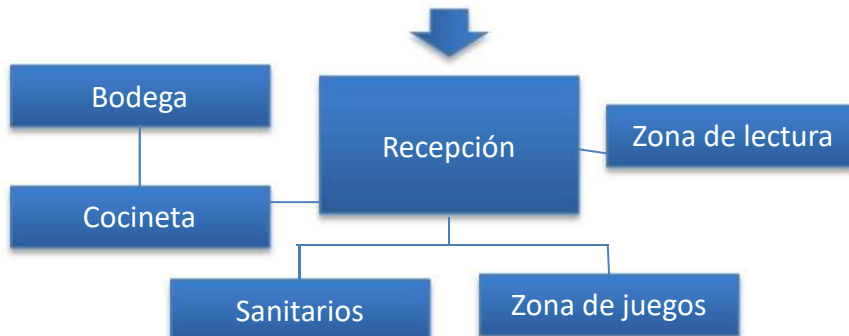 Bodega
Recepción
Zona de lectura
Cocineta
Sanitarios
Zona de juegos